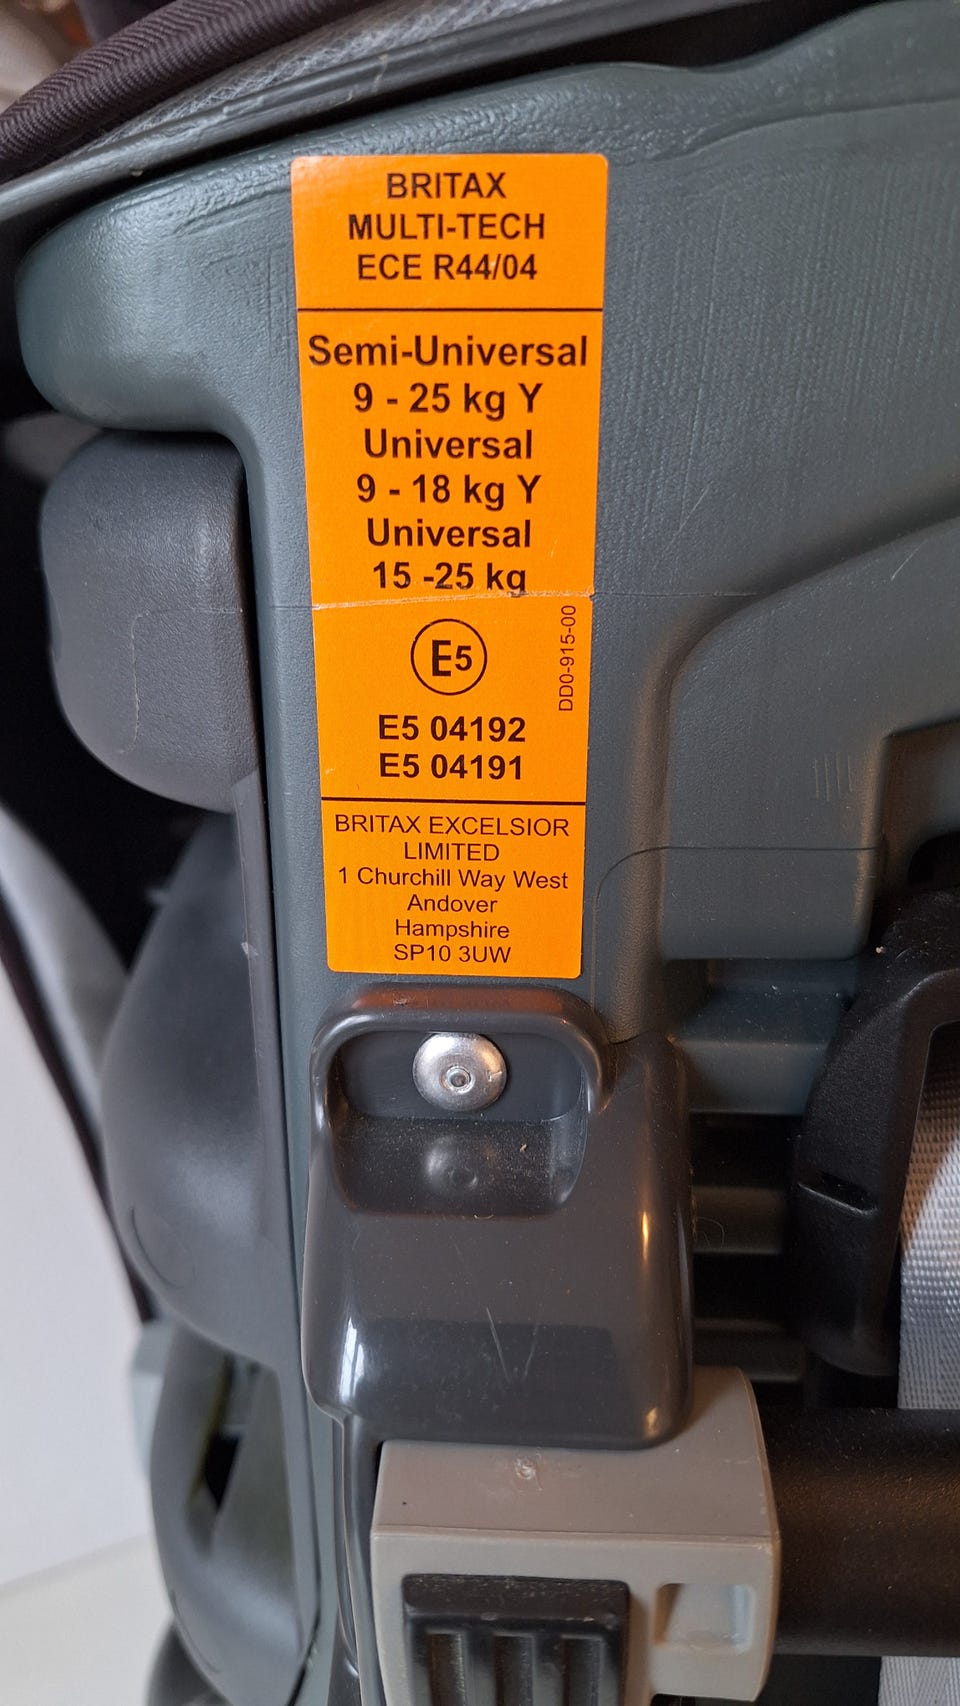 BRITAX
MULTI-TECH
ECE R44/04
Semi-Universal
9 - 25 kg Y
Universal
9 - 18 kg Y
Universal
15 -25 kg
E5
DD0-915-00
E5 04192
E5 04191
BRITAX EXCELSIOR
LIMITED
1 Churchill Way West
Andover
Hampshire
SP10 3UW